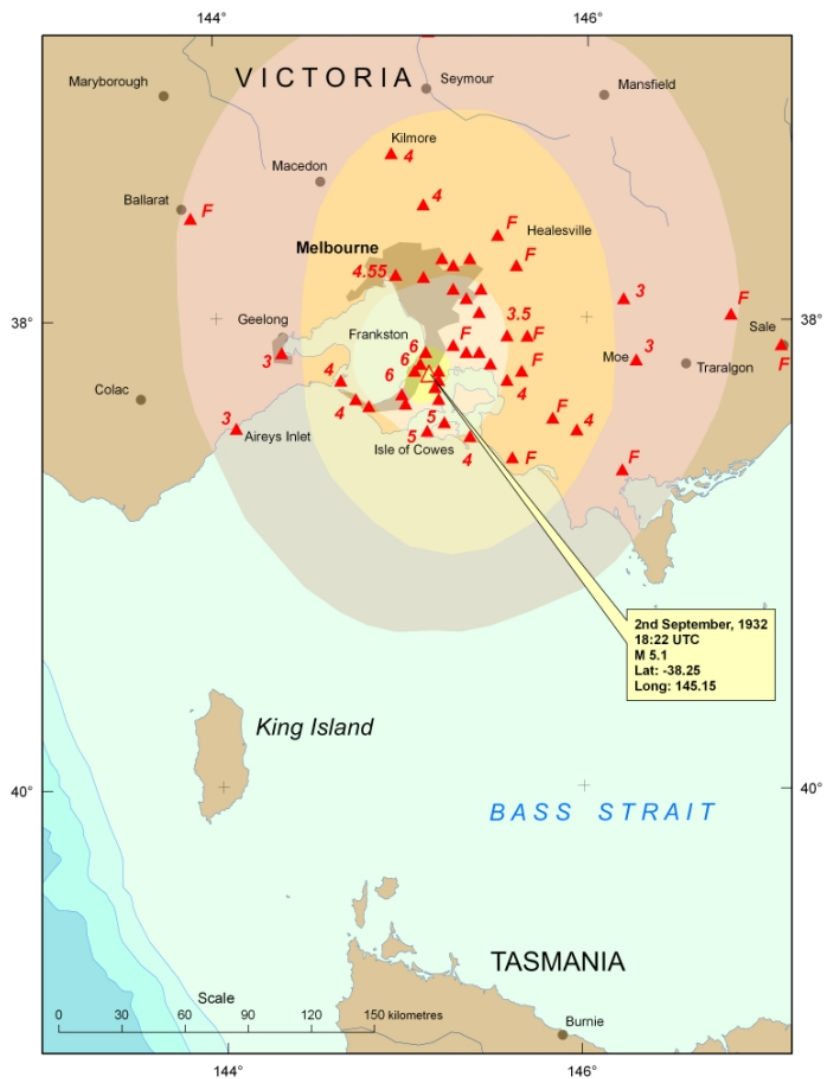 144°
146°
VICTORIA
Seymour
Maryborough
Mansfield
Kilmore
4
Macedon
4
Ballarat
F
F
Healesville
Melbourne
F
4.55
3
F
3.5
38°
38°
Geelong
Frankston
F
F
Sale
6
3
Moe
3
F
6
F
Traralgon
4
6
4
Colac
3
4
5
F
4
Aireys Inlet
5
Isle of Cowes
4
F
F
2nd September, 1932
18:22 UTC
M 5.1
Lat: -38.25
Long: 145.15
King Island
40°
40°
BASS STRAIT
TASMANIA
Scale
0 30 60 90 120 150 kilometres
Burnie
144°
146°